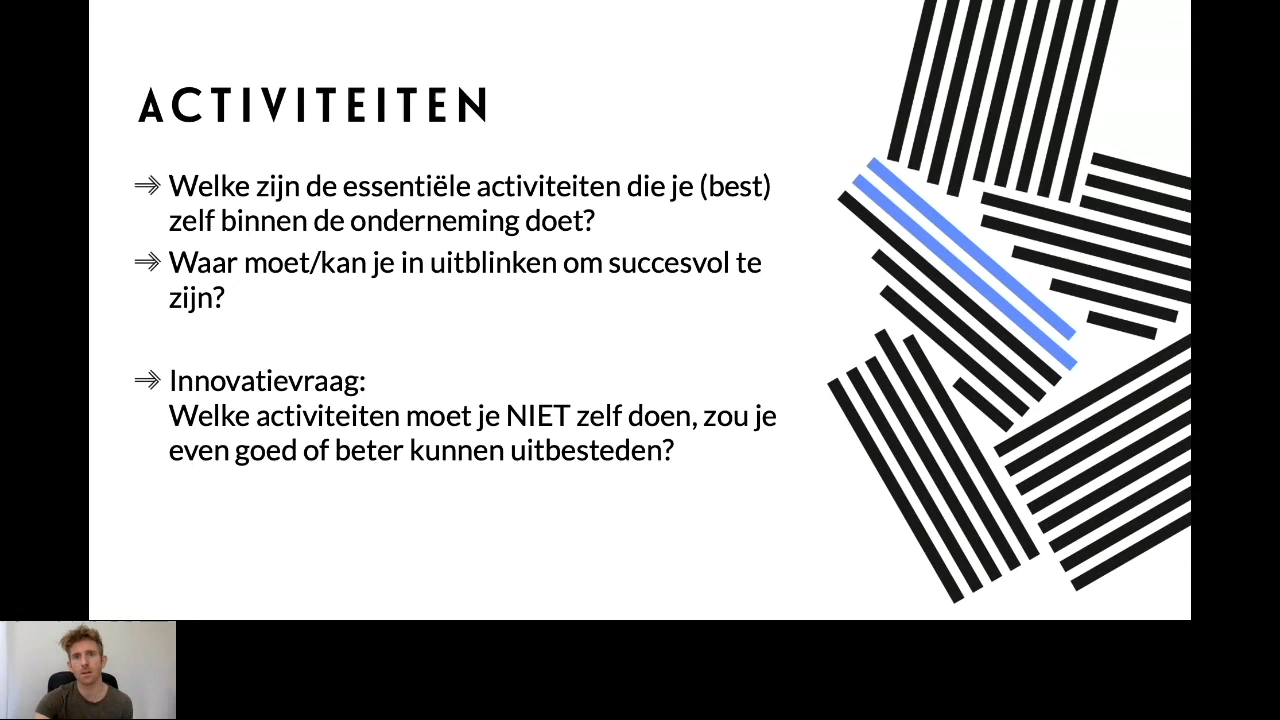 ACTIVITEITEN
Welke zijn de essentiële activiteiten die je (best)
zelf binnen de onderneming doet?
Waar moet/kan je in uitblinken om succesvol te
zijn?
Innovatievraag:
Welke activiteiten moet je NIET zelf doen, zou je
even goed of beter kunnen uitbesteden?